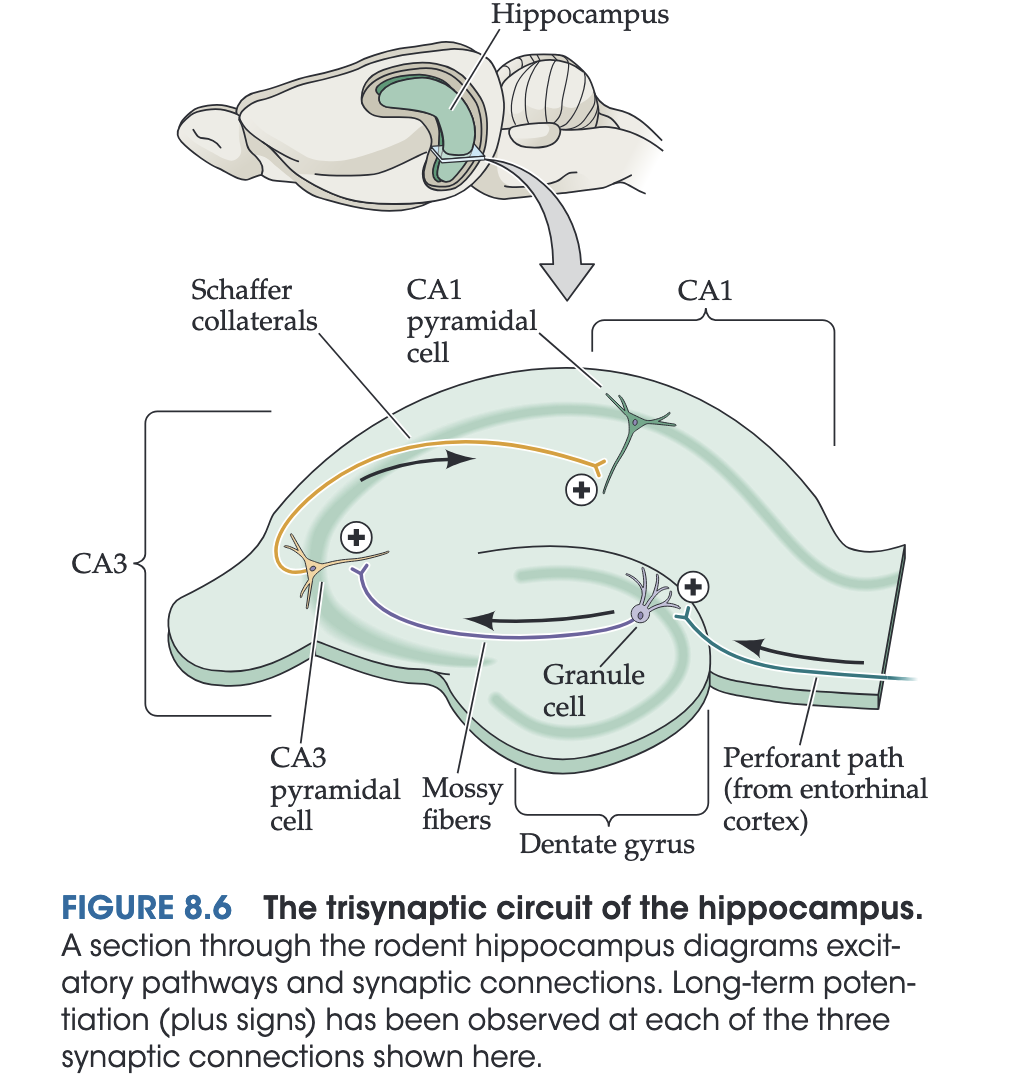 Hippocampus
Schaffer
collaterals
CA1
pyramidal
cell
CA1
CA3
Granule
cell
CA3
pyramidal
cell
Mossy
fibers
Dentate gyrus
Perforant path
(from entorhinal
cortex)
FIGURE 8.6 The trisynaptic circuit of the hippocampus.
A section through the rodent hippocampus diagrams excit-
atory pathways and synaptic connections. Long-term poten-
tiation (plus signs) has been observed at each of the three
synaptic connections shown here.